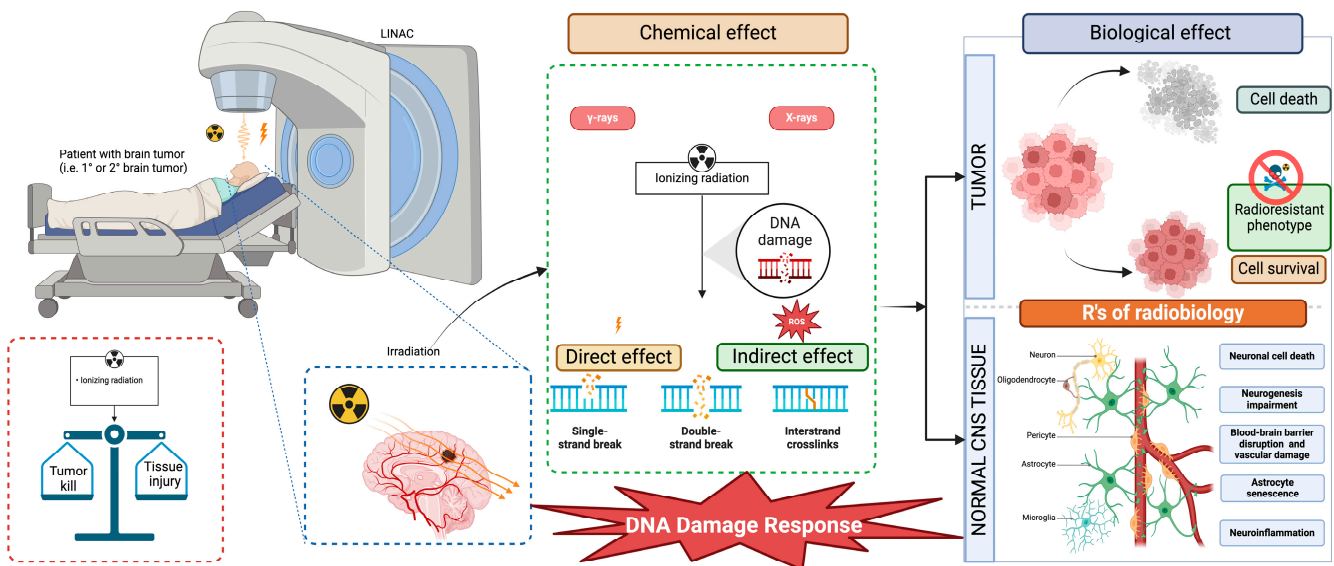 LINAC
Patient with brain tumor
(i.e. 1° or 2° brain tumor)
Irradiation
• Ionizing radiation
Tumor
kill
Tissue
injury
Chemical effect
γ-rays
X-rays
Ionizing radiation
DNA
damage
ROS
Direct effect
Indirect effect
Single-
strand break
Double-
strand break
Interstrand
crosslinks
DNA Damage Response
Biological effect
TUMOR
Cell death
Radioresistant
phenotype
Cell survival
R's of radiobiology
NORMAL CNS TISSUE
Neuron
Oligodendrocyte
Pericyte
Astrocyte
Microglia
Neuronal cell death
Neurogenesis
impairment
Blood-brain barrier
disruption and
vascular damage
Astrocyte
senescence
Neuroinflammation